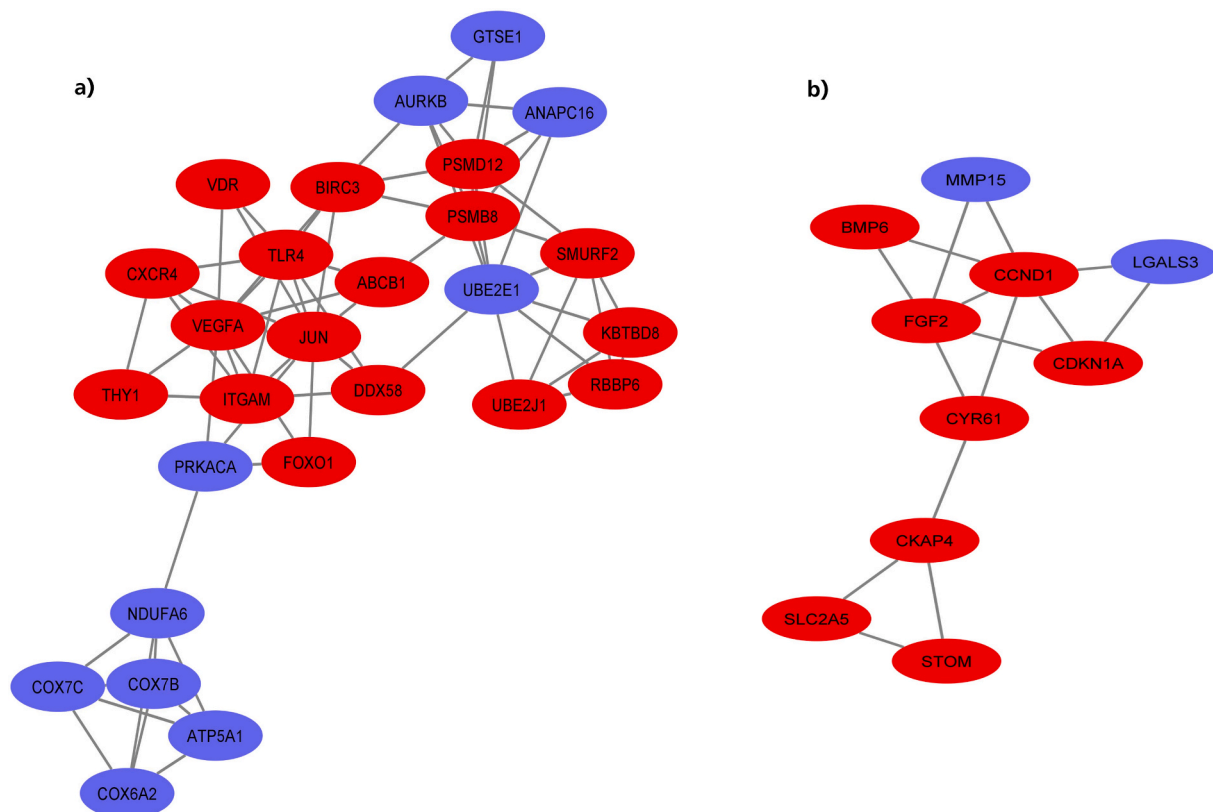 GTSE1
a)
b)
AURKB
ANAPC16
PSMD12
VDR
BIRC3
MMP15
PSMB8
BMP6
TLR4
SMURF2
CXCR4
ABCB1
UBE2E1
CCND1
LGALS3
VEGFA
JUN
KBTBD8
FGF2
CDKN1A
THY1
ITGAM
DDX58
UBE2J1
RBBP6
CYR61
PRKACA
FOXO1
CKAP4
NDUFA6
SLC2A5
STOM
COX7C
COX7B
ATP5A1
COX6A2